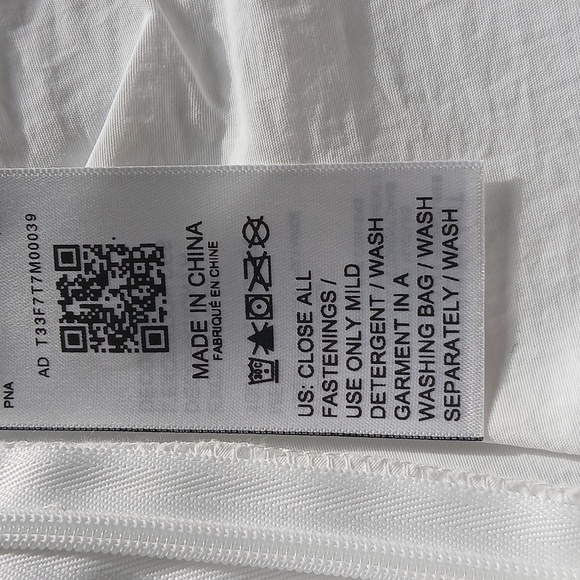 PNA
AD T33F7T7M00039
MADE IN CHINA
FABRIQUÉ EN CHINE
30°C
US: CLOSE ALL
FASTENINGS /
USE ONLY MILD
DETERGENT / WASH
GARMENT IN A
WASHING BAG / WASH
SEPARATELY / WASH